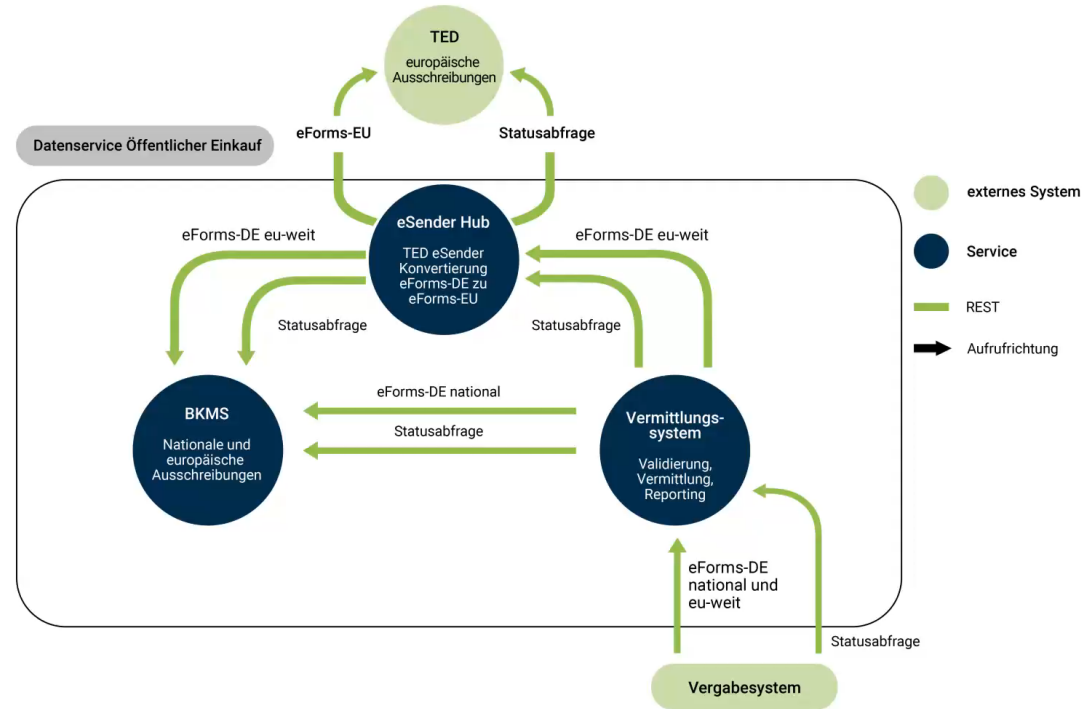 TED
europäische
Ausschreibungen
eForms-EU
Statusabfrage
Datenservice Öffentlicher Einkauf
externes System
eSender Hub
TED eSender
Konvertierung
eForms-DE zu
eForms-EU
eForms-DE eu-weit
eForms-DE eu-weit
Service
REST
Statusabfrage
Statusabfrage
Aufrufrichtung
eForms-DE national
Statusabfrage
BKMS
Nationale und
europäische
Ausschreibungen
Vermittlungs-
system
Validierung,
Vermittlung,
Reporting
eForms-DE
national und
eu-weit
Statusabfrage
Vergabesystem